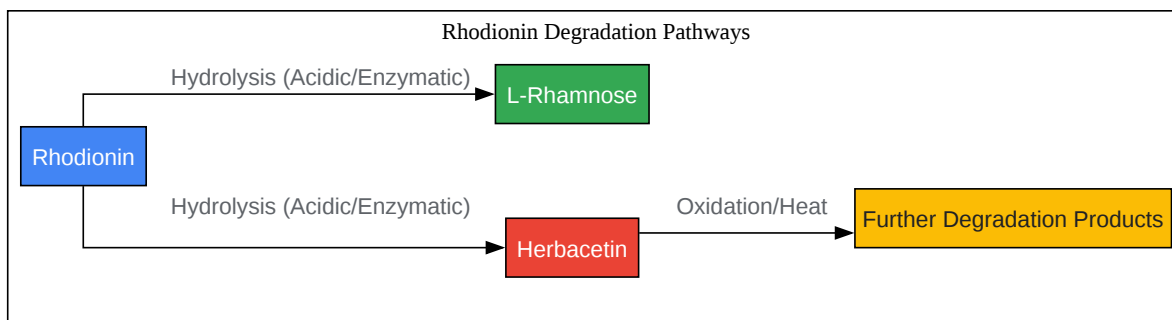 Rhodionin Degradation Pathways
Hydrolysis (Acidic/Enzymatic)
L-Rhamnose
Rhodionin
Hydrolysis (Acidic/Enzymatic)
Oxidation/Heat
Herbacetin
Further Degradation Products